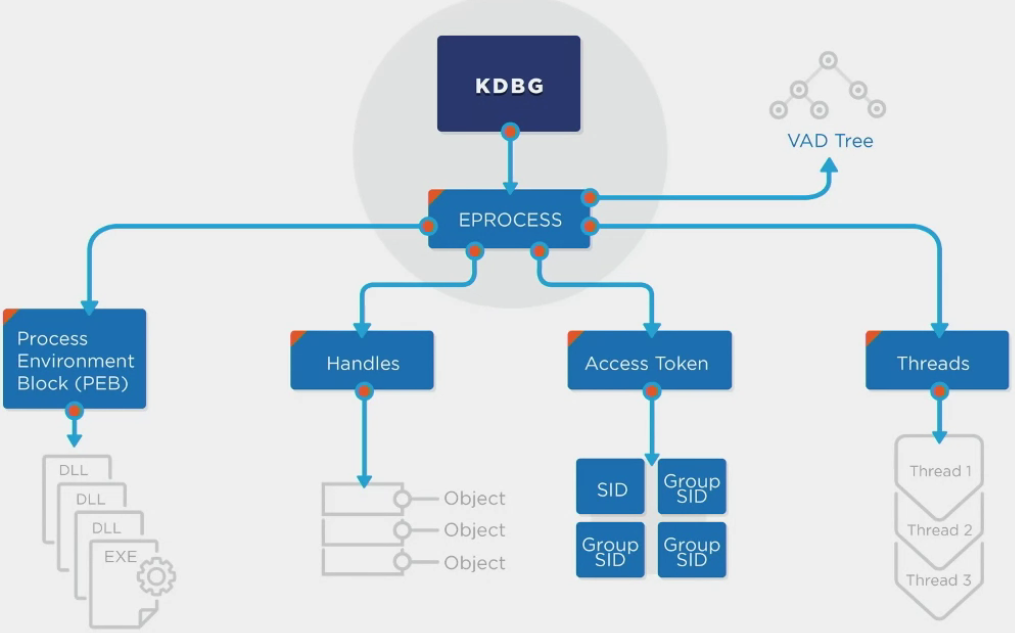 KDBG
VAD Tree
EPROCESS
Process
Environment
Block (PEB)
Handles
Access Token
Threads
DLL
DLL
DLL
EXE
Object
Object
Object
SID
Group
SID
Group
SID
Group
SID
Thread 1
Thread 2
Thread 3